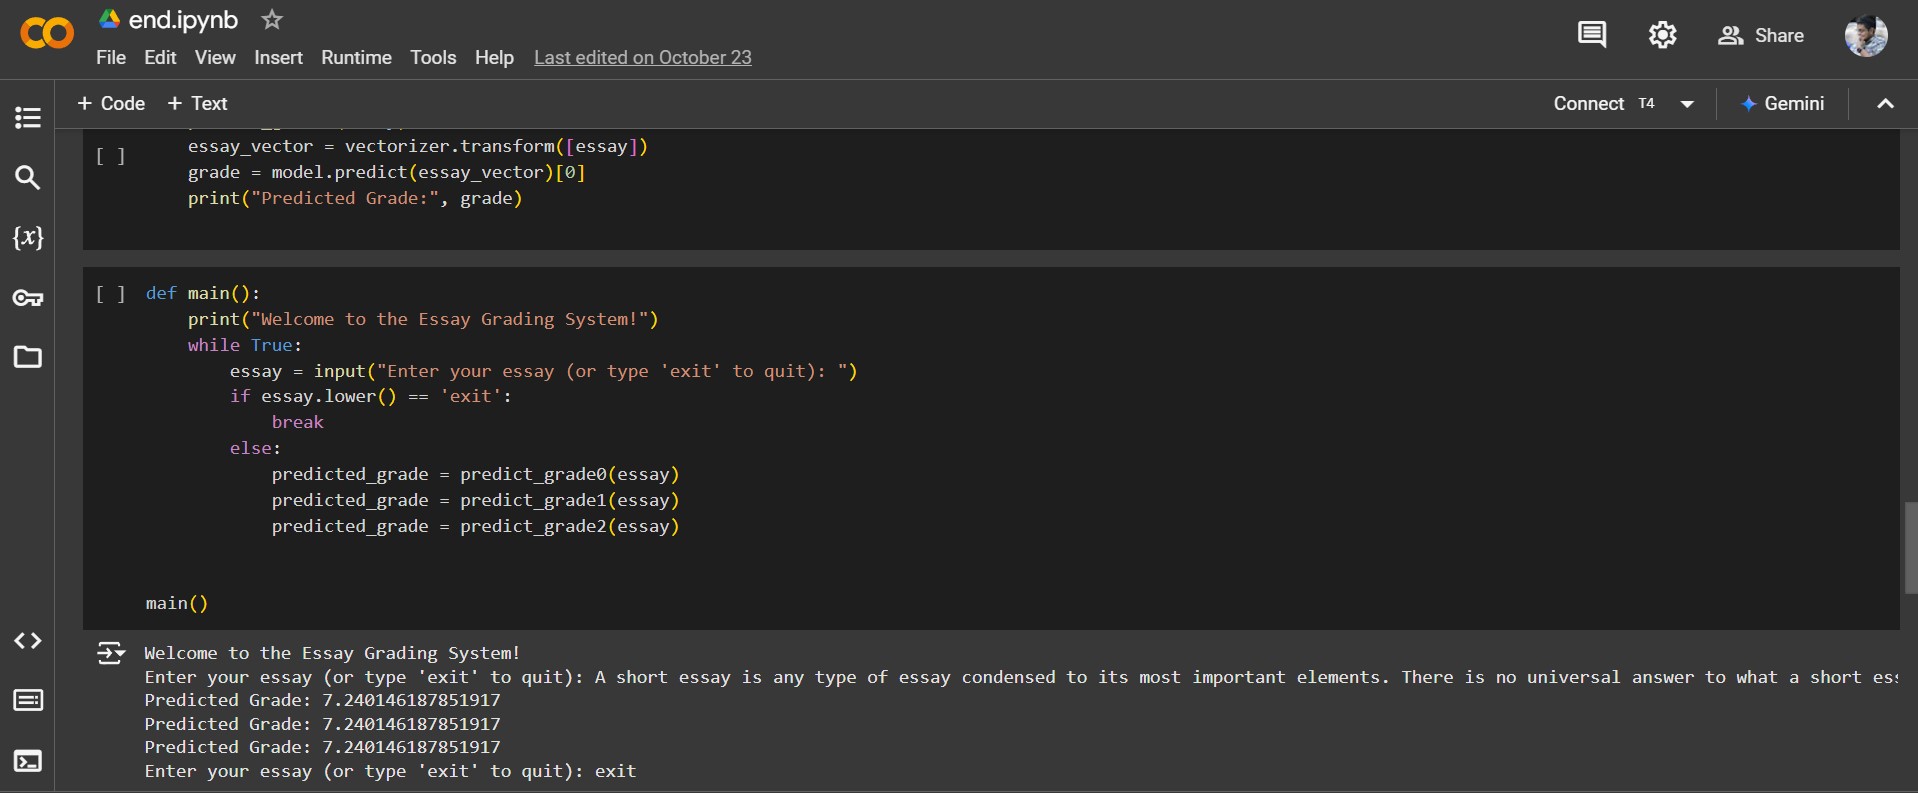 end.ipynb
File Edit View Insert Runtime Tools Help Last edited on October 23
Share
+ Code + Text
Connect T4
Gemini
[ ]
essay_vector = vectorizer.transform([essay])
grade = model.predict(essay_vector)[0]
print("Predicted Grade:", grade)
{x}
[ ] def main():
print("Welcome to the Essay Grading System!")
while True:
essay = input("Enter your essay (or type 'exit' to quit): ")
if essay.lower() == 'exit':
break
else:
predicted_grade = predict_grade0(essay)
predicted_grade = predict_grade1(essay)
predicted_grade = predict_grade2(essay)
main()
Welcome to the Essay Grading System!
Enter your essay (or type 'exit' to quit): A short essay is any type of essay condensed to its most important elements. There is no universal answer to what a short ess
Predicted Grade: 7.240146187851917
Predicted Grade: 7.240146187851917
Predicted Grade: 7.240146187851917
Enter your essay (or type 'exit' to quit): exit